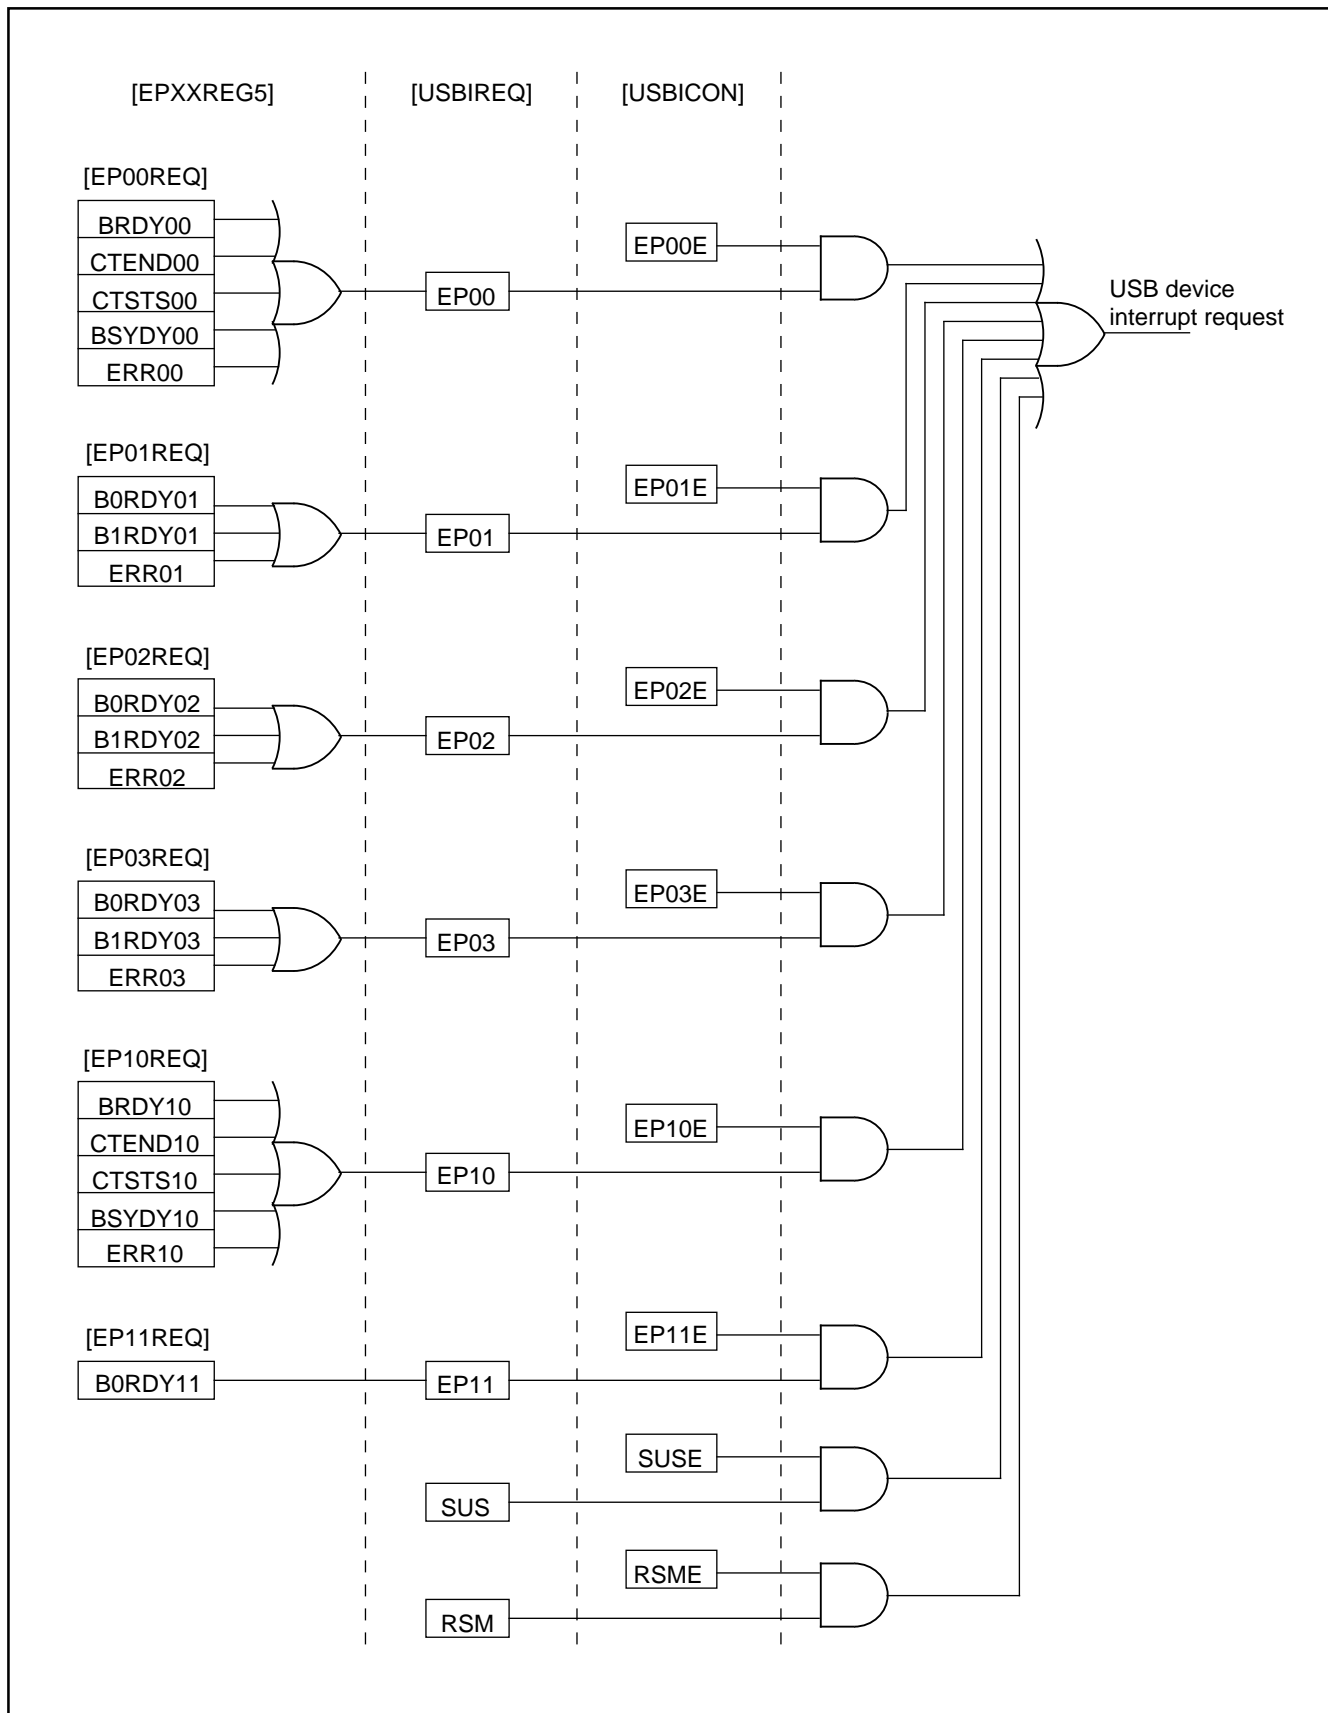 [EPXXREG5]
[USBIREQ]
[USBICON]
[EP00REQ]
BRDY00
CTEND00
CTSTS00
BSYDY00
ERR00
EP00
EP00E
USB device
interrupt request
[EP01REQ]
B0RDY01
B1RDY01
ERR01
EP01
EP01E
[EP02REQ]
B0RDY02
B1RDY02
ERR02
EP02
EP02E
[EP03REQ]
B0RDY03
B1RDY03
ERR03
EP03
EP03E
[EP10REQ]
BRDY10
CTEND10
CTSTS10
BSYDY10
ERR10
EP10
EP10E
[EP11REQ]
B0RDY11
EP11
EP11E
SUSE
SUS
RSME
RSM